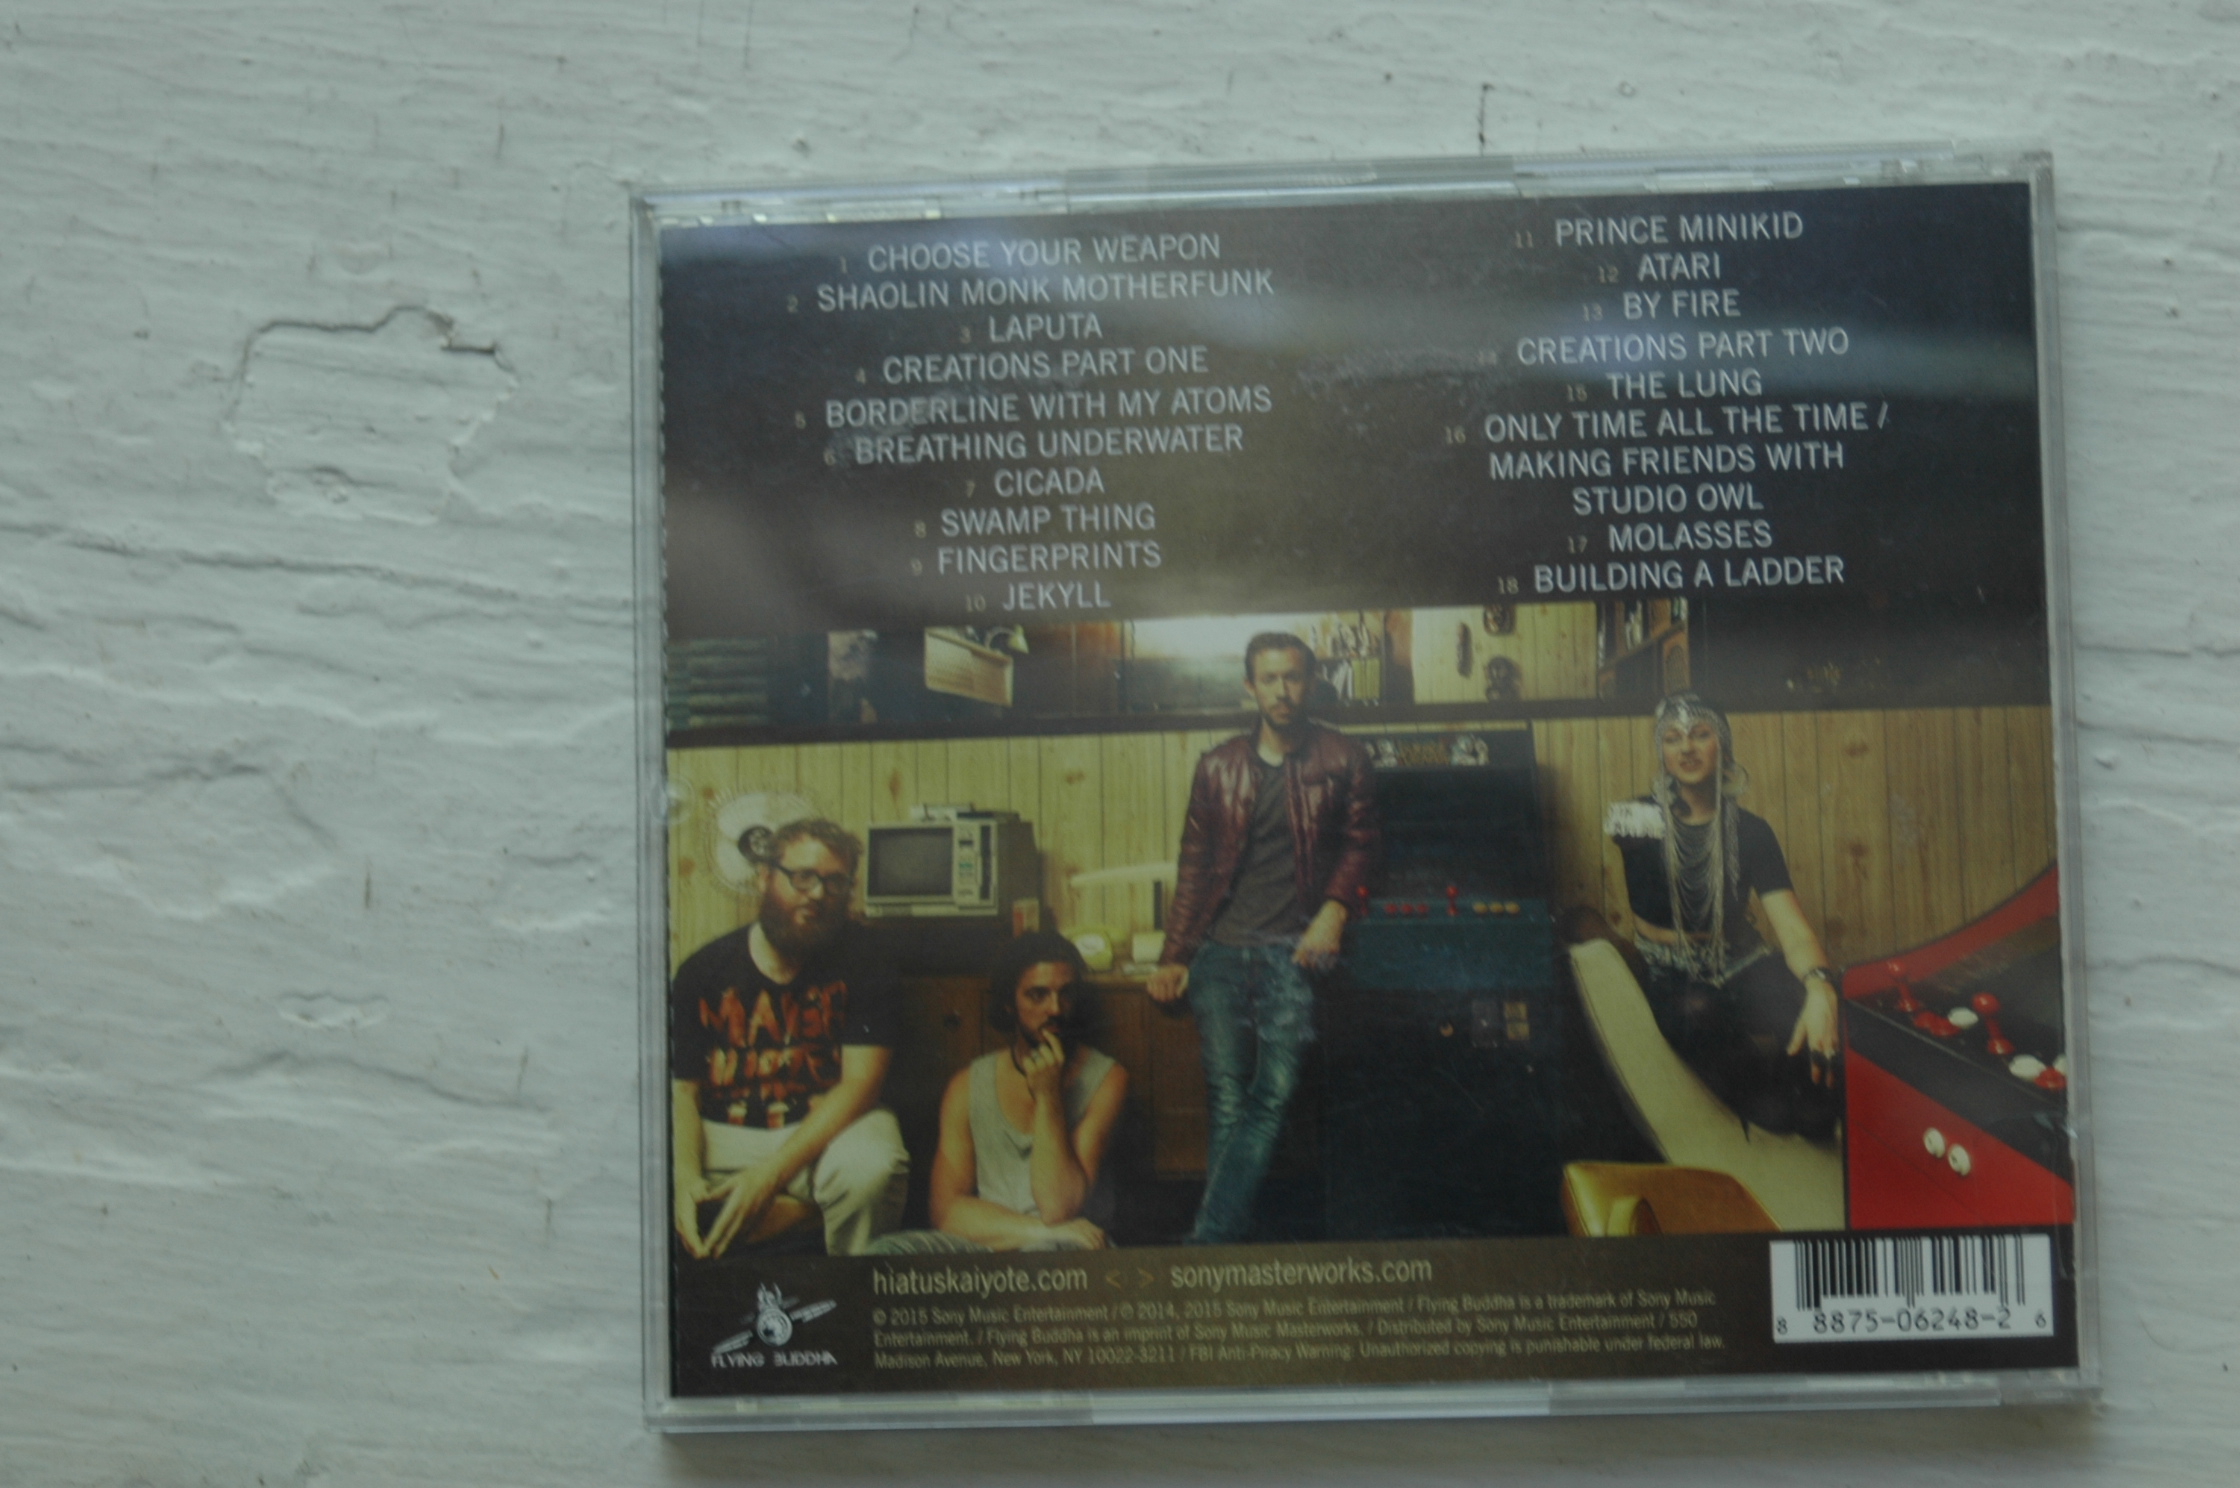 1 CHOOSE YOUR WEAPON
2 SHAOLIN MONK MOTHERFUNK
3 LAPUTA
4 CREATIONS PART ONE
5 BORDERLINE WITH MY ATOMS
6 BREATHING UNDERWATER
7 CICADA
8 SWAMP THING
9 FINGERPRINTS
10 JEKYLL
11 PRINCE MINIKID
12 ATARI
13 BY FIRE
14 CREATIONS PART TWO
15 THE LUNG
16 ONLY TIME ALL THE TIME /
MAKING FRIENDS WITH
STUDIO OWL
17 MOLASSES
18 BUILDING A LADDER
hiatuskaiyote.com < > sonymasterworks.com
© 2015 Sony Music Entertainment / ℗ 2014, 2015 Sony Music Entertainment / Flying Buddha is a trademark of Sony Music
Entertainment. / Flying Buddha is an imprint of Sony Music Masterworks. / Distributed by Sony Music Entertainment / 550
Madison Avenue, New York, NY 10022-3211 / FBI Anti-Piracy Warning: Unauthorized copying is punishable under federal law.
FLYING BUDDHA
8 8875-06248-2 6